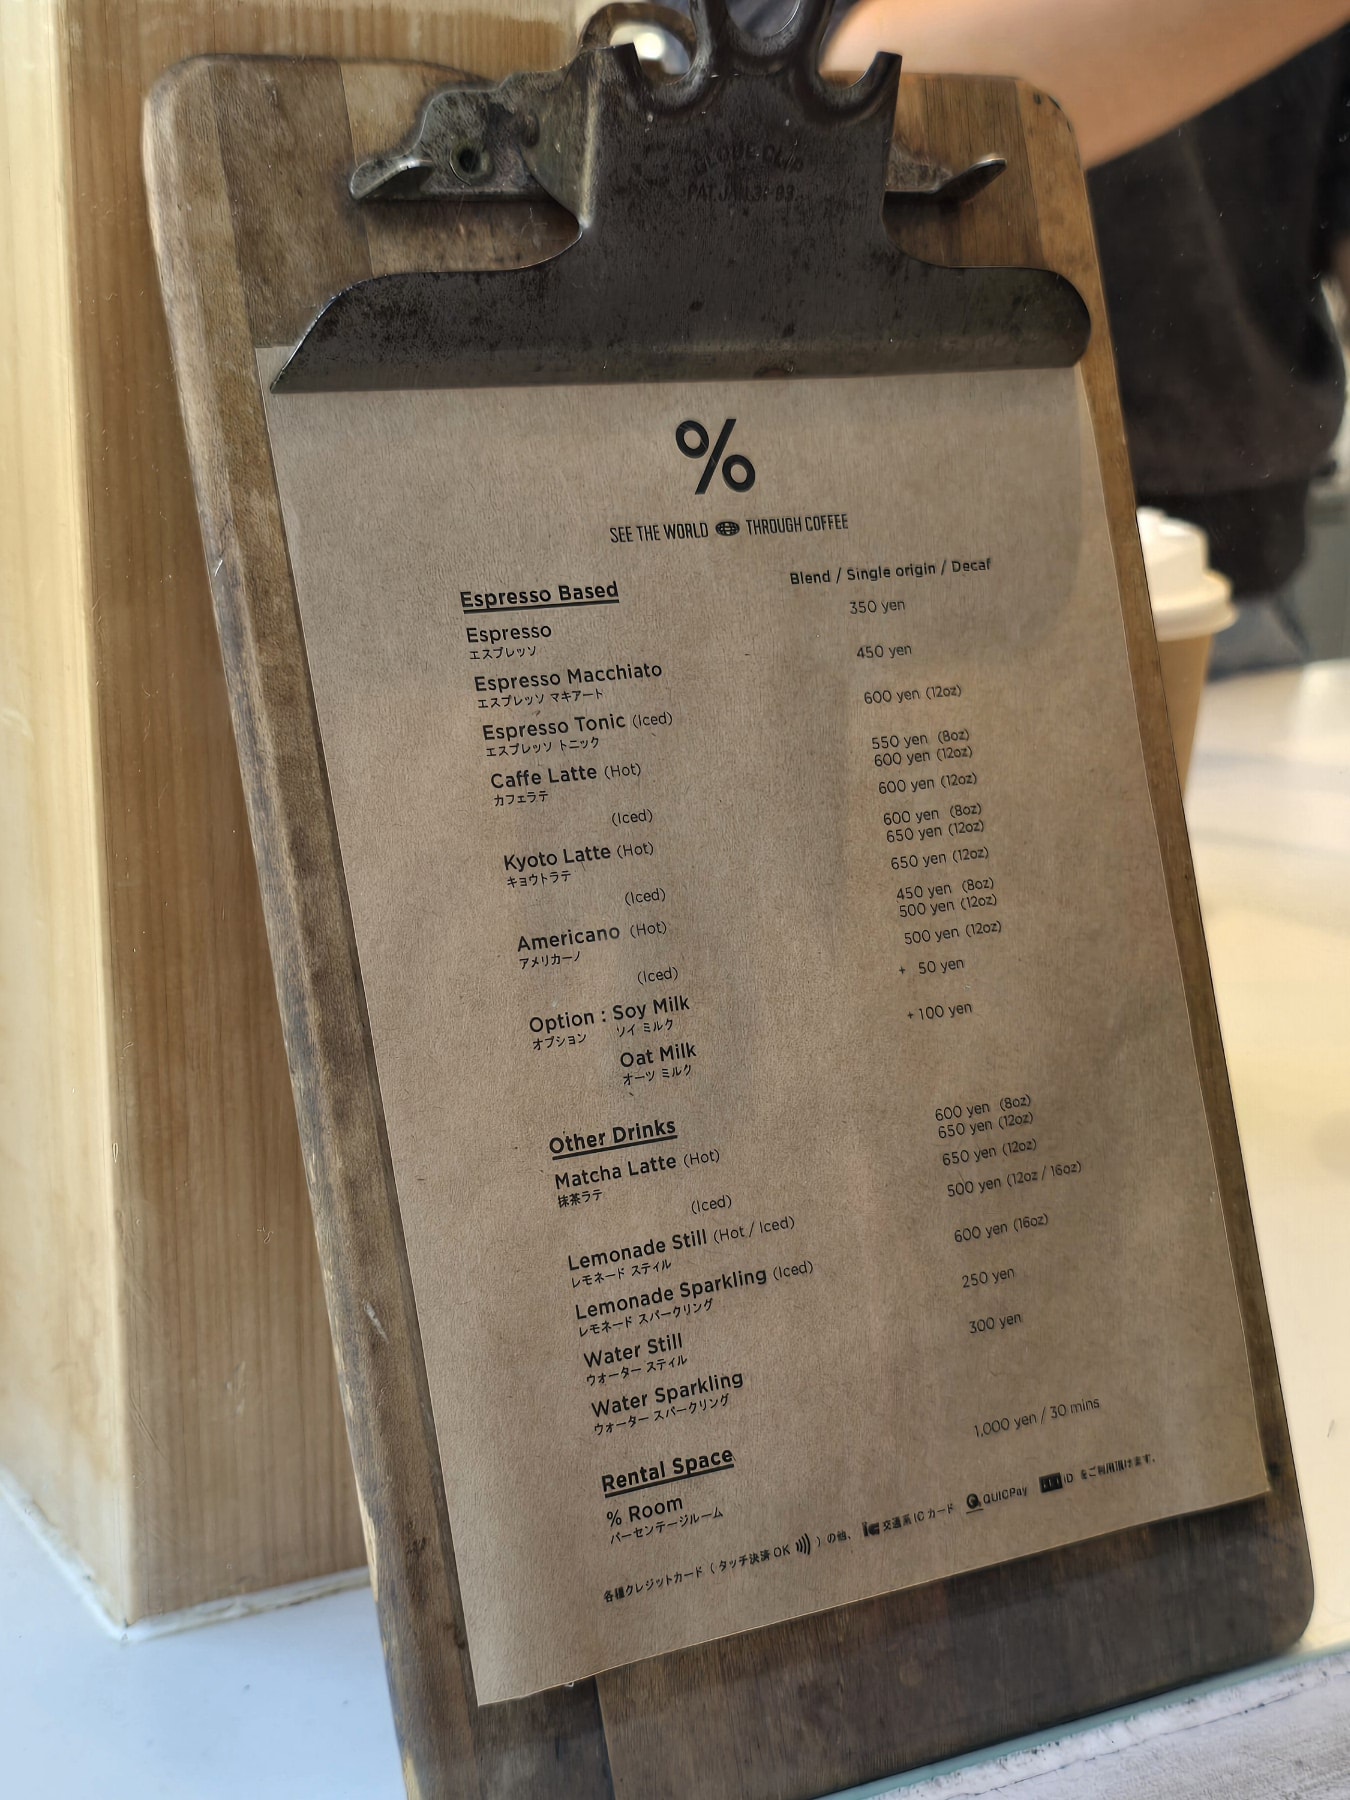 GLOBE CLIP
%
SEE THE WORLD THROUGH COFFEE
Espresso Based Blend / Single origin / Decaf
Espresso 350 yen
エスプレッソ
Espresso Macchiato 450 yen
エスプレッソ マキアート
Espresso Tonic (Iced) 600 yen (12oz)
エスプレッソ トニック
Caffe Latte (Hot) 550 yen (8oz)
カフェラテ 600 yen (12oz)
(Iced) 600 yen (12oz)
Kyoto Latte (Hot) 600 yen (8oz)
キョウトラテ 650 yen (12oz)
(Iced) 650 yen (12oz)
Americano (Hot) 450 yen (8oz)
アメリカーノ 500 yen (12oz)
(Iced) 500 yen (12oz)
Option : Soy Milk + 50 yen
オプション ソイ ミルク
Oat Milk +100 yen
オーツ ミルク
Other Drinks
Matcha Latte (Hot) 600 yen (8oz)
抹茶ラテ 650 yen (12oz)
(Iced) 650 yen (12oz)
Lemonade Still (Hot / Iced) 500 yen (12oz / 16oz)
レモネード スティル
Lemonade Sparkling (Iced) 600 yen (16oz)
レモネード スパークリング
Water Still 250 yen
ウォーター スティル
Water Sparkling 300 yen
ウォーター スパークリング
Rental Space
% Room 1,000 yen / 30 mins
パーセンテージルーム
各種クレジットカード ( タッチ決済 OK ) の他、 IC 交通系 IC カード QUICPay iD をご利用頂けます。